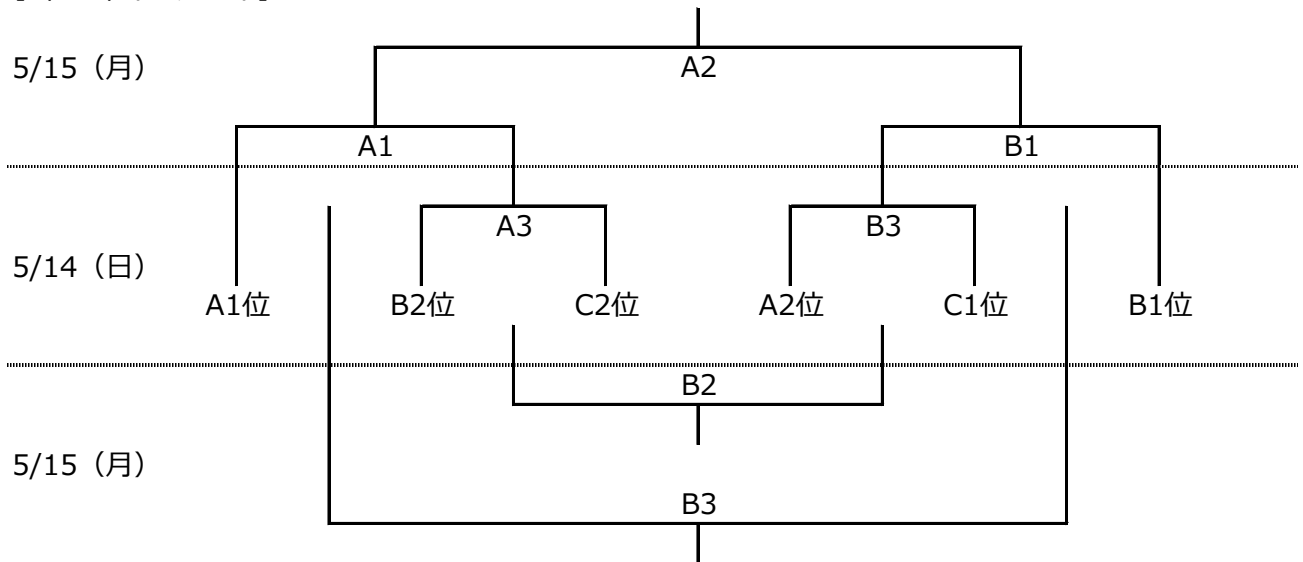 5/15（月）
A2
A1
B1
A3
B3
5/14（日）
A1位
B2位
C2位
A2位
C1位
B1位
B2
5/15（月）
B3